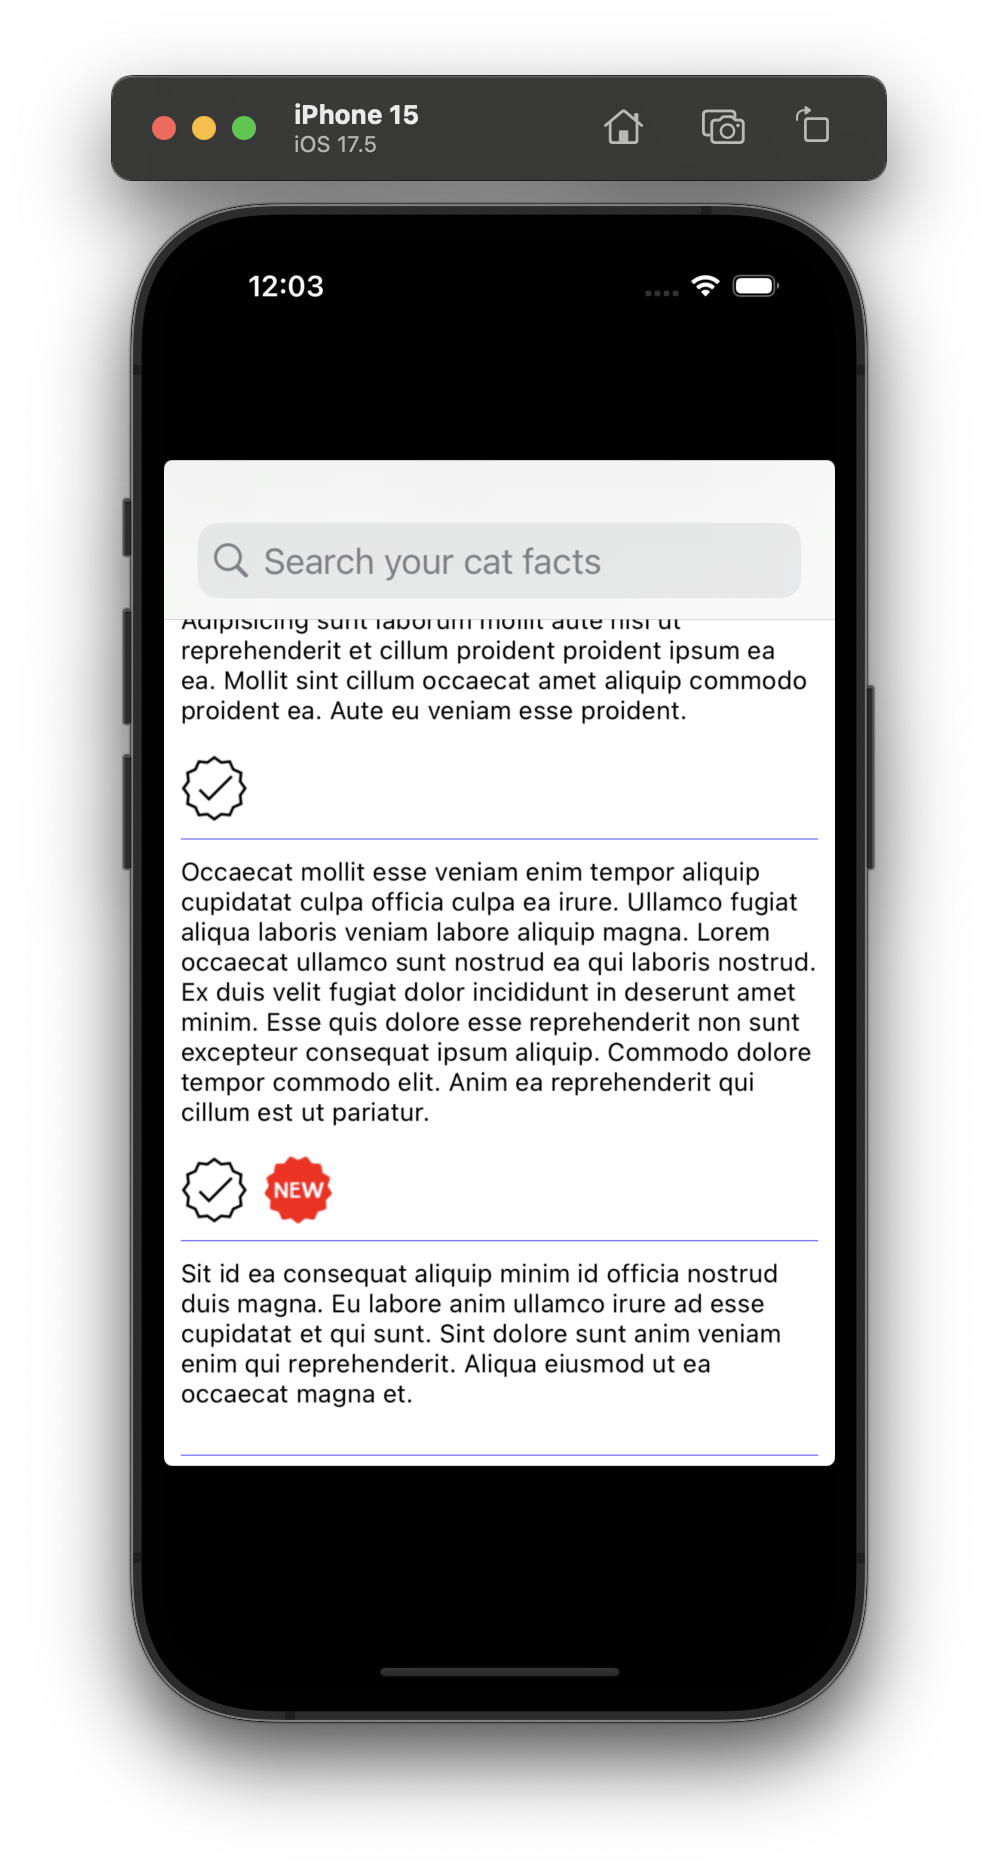 iPhone 15
iOS 17.5
12:03
Search your cat facts
Adipisicing sunt laborum mollit aute nisi ut
reprehenderit et cillum proident proident ipsum ea
ea. Mollit sint cillum occaecat amet aliquip commodo
proident ea. Aute eu veniam esse proident.
Occaecat mollit esse veniam enim tempor aliquip
cupidatat culpa officia culpa ea irure. Ullamco fugiat
aliqua laboris veniam labore aliquip magna. Lorem
occaecat ullamco sunt nostrud ea qui laboris nostrud.
Ex duis velit fugiat dolor incididunt in deserunt amet
minim. Esse quis dolore esse reprehenderit non sunt
excepteur consequat ipsum aliquip. Commodo dolore
tempor commodo elit. Anim ea reprehenderit qui
cillum est ut pariatur.
NEW
Sit id ea consequat aliquip minim id officia nostrud
duis magna. Eu labore anim ullamco irure ad esse
cupidatat et qui sunt. Sint dolore sunt anim veniam
enim qui reprehenderit. Aliqua eiusmod ut ea
occaecat magna et.